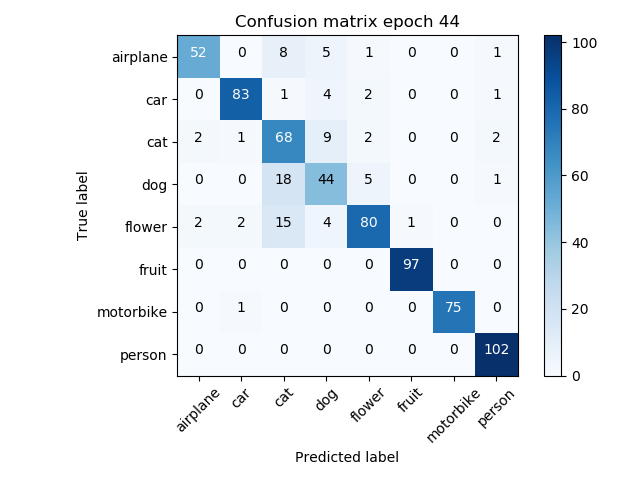 Confusion matrix epoch 44
airplane 52 0 8 5 1 0 0 1
car 0 83 1 4 2 0 0 1
cat 2 1 68 9 2 0 0 2
dog 0 0 18 44 5 0 0 1
flower 2 2 15 4 80 1 0 0
fruit 0 0 0 0 0 97 0 0
motorbike 0 1 0 0 0 0 75 0
person 0 0 0 0 0 0 0 102
airplane car cat dog flower fruit motorbike person
Predicted label
True label
100
80
60
40
20
0